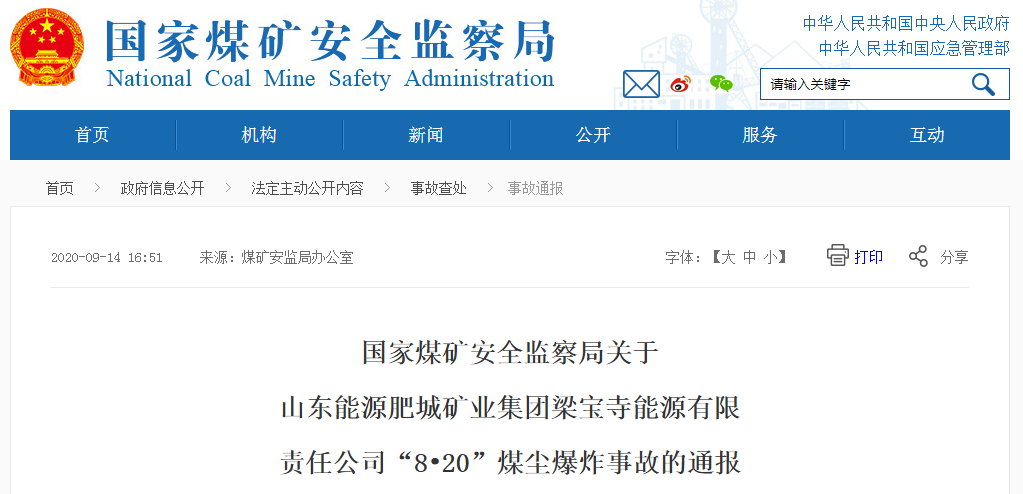 国家煤矿安全监察局
National Coal Mine Safety Administration
中华人民共和国中央人民政府
中华人民共和国应急管理部
请输入关键字
首页 机构 新闻 公开 服务 互动
首页 > 政府信息公开 > 法定主动公开内容 > 事故查处 > 事故通报
2020-09-14 16:51 来源：煤矿安监局办公室 字体：【大 中 小】 打印 分享
国家煤矿安全监察局关于
山东能源肥城矿业集团梁宝寺能源有限
责任公司“8•20”煤尘爆炸事故的通报